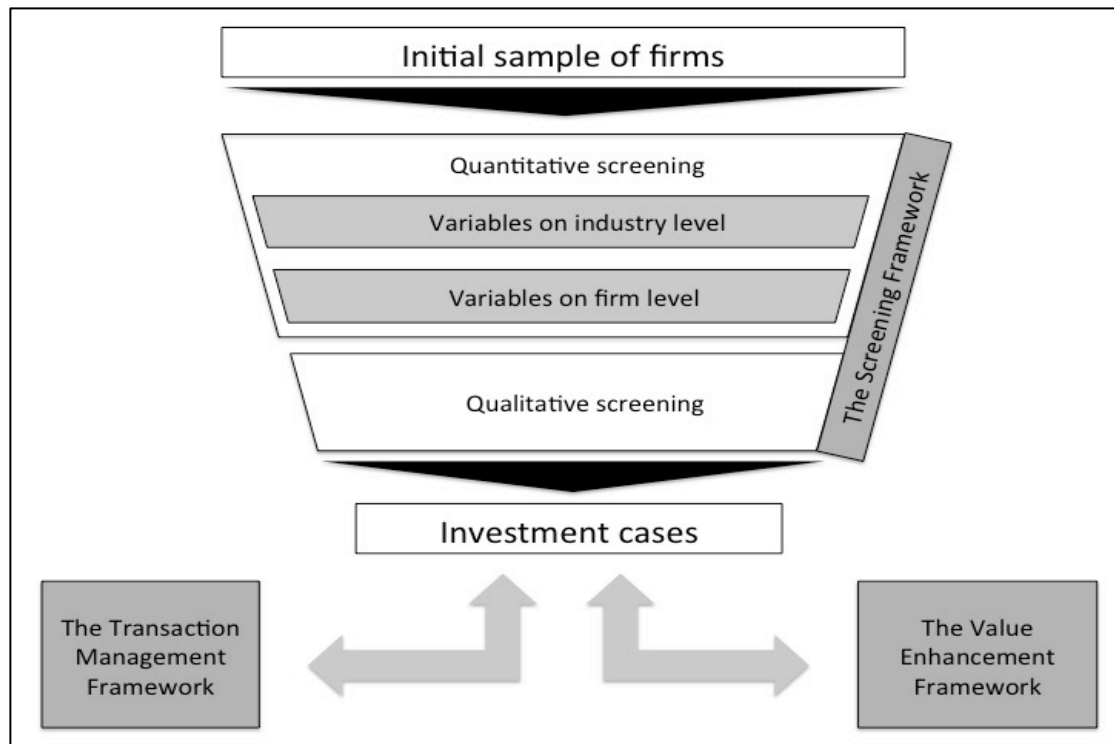 Initial sample of firms
Quantitative screening
Variables on industry level
Variables on firm level
The Screening Framework
Qualitative screening
Investment cases
The Transaction
Management
Framework
The Value
Enhancement
Framework